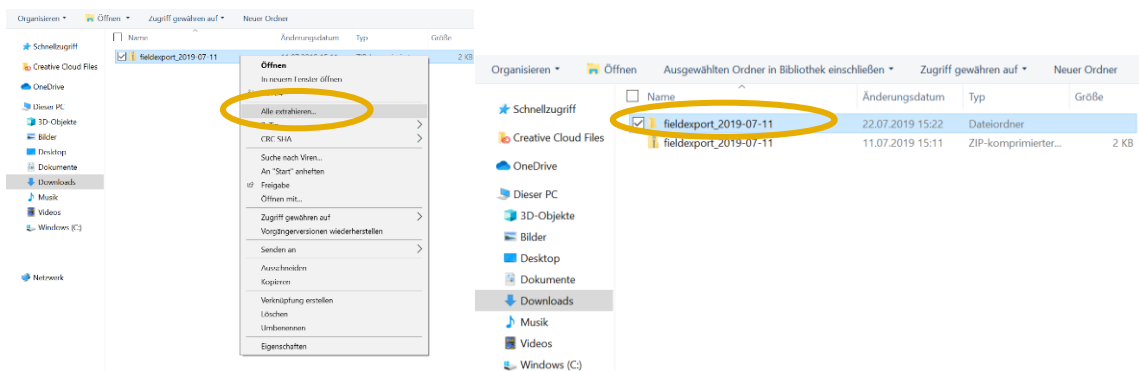 Organisieren Öffnen Zugriff gewähren auf Neuer Ordner
Name Änderungsdatum Typ Größe
Schnellzugriff
fieldexport_2019-07-11 2 KB
Creative Cloud Files
OneDrive
Dieser PC
3D-Objekte
Bilder
Desktop
Dokumente
Downloads
Musik
Videos
Windows (C:)
Netzwerk
Öffnen
In neuem Fenster öffnen
Alle extrahieren...
CRC SHA
Suche nach Viren...
An "Start" anheften
Freigabe
Öffnen mit...
Zugriff gewähren auf
Vorgängerversionen wiederherstellen
Senden an
Ausschneiden
Kopieren
Verknüpfung erstellen
Löschen
Umbenennen
Eigenschaften
Organisieren Öffnen Ausgewählten Ordner in Bibliothek einschließen Zugriff gewähren auf Neuer Ordner
Name Änderungsdatum Typ Größe
fieldexport_2019-07-11 22.07.2019 15:22 Dateiordner
fieldexport_2019-07-11 11.07.2019 15:11 ZIP-komprimierter... 2 KB
Schnellzugriff
Creative Cloud Files
OneDrive
Dieser PC
3D-Objekte
Bilder
Desktop
Dokumente
Downloads
Musik
Videos
Windows (C:)